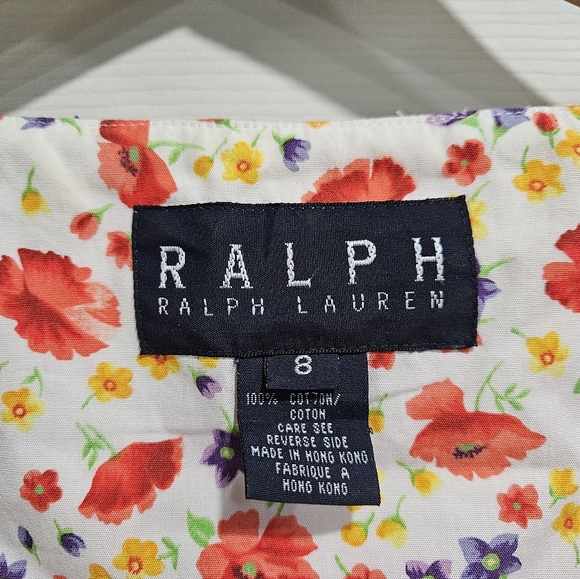 RALPH
RALPH LAUREN
8
100% COTTON/
COTON
CARE SEE
REVERSE SIDE
MADE IN HONG KONG
FABRIQUE A
HONG KONG